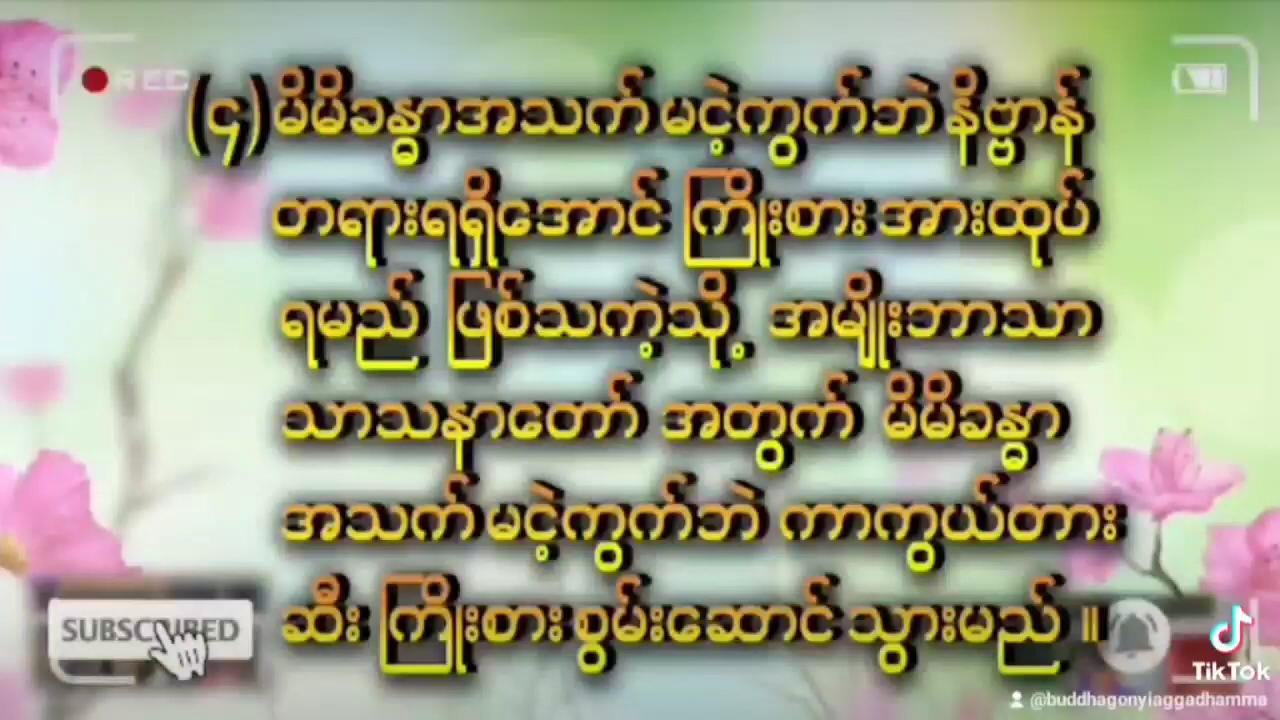 REC
(၄) မိမိခန္ဓာအသက် မငဲ့ကွက်ဘဲ နိဗ္ဗာန်
တရားရရှိအောင် ကြိုးစား အားထုပ်
ရမည် ဖြစ်သကဲ့သို့ အမျိုးဘာသာ
သာသနာတော် အတွက် မိမိခန္ဓာ
အသက် မငဲ့ကွက်ဘဲ ကာကွယ်တား
ဆီး ကြိုးစား စွမ်းဆောင် သွားမည် ။
SUBSCRIBED
TikTok
@buddhagonyiaggadhamma